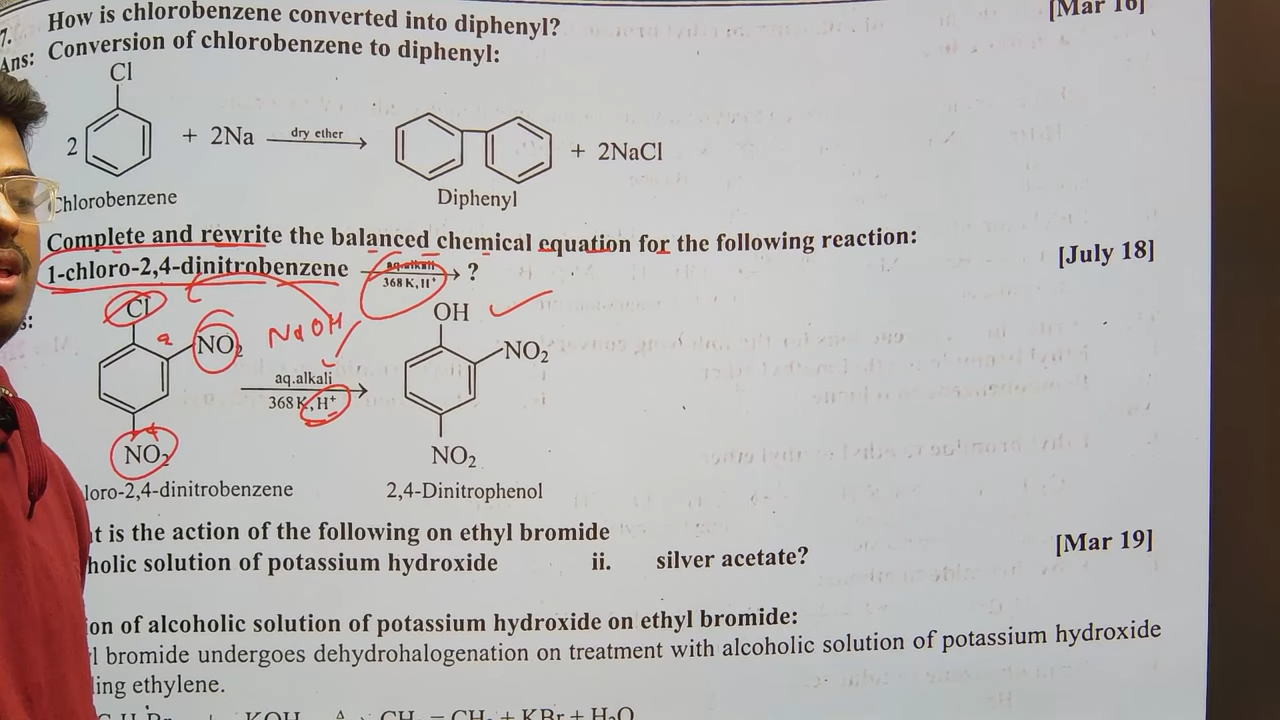 7. How is chlorobenzene converted into diphenyl? [Mar 16]
Ans: Conversion of chlorobenzene to diphenyl:
Cl
2 + 2Na dry ether + 2NaCl
Chlorobenzene Diphenyl
Complete and rewrite the balanced chemical equation for the following reaction: [July 18]
1-chloro-2,4-dinitrobenzene aq.alkali 368 K, H⁺ ?
s:
Cl OH
NO₂ NaOH NO₂
aq.alkali
368 K, H⁺
NO₂ NO₂
loro-2,4-dinitrobenzene 2,4-Dinitrophenol
t is the action of the following on ethyl bromide [Mar 19]
holic solution of potassium hydroxide ii. silver acetate?
on of alcoholic solution of potassium hydroxide on ethyl bromide:
l bromide undergoes dehydrohalogenation on treatment with alcoholic solution of potassium hydroxide
ing ethylene.
KOH Δ + KBr + H₂O